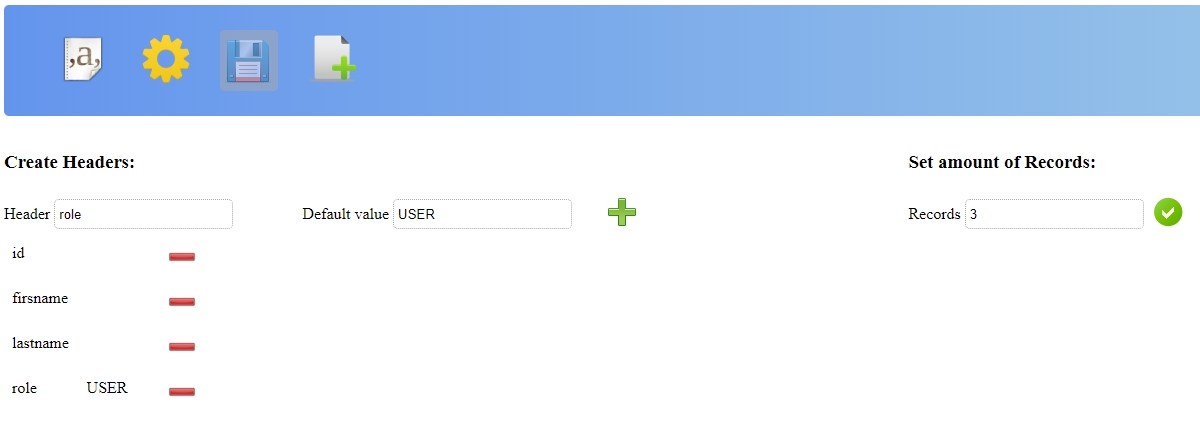 ,a,
Create Headers:
Set amount of Records:
Header role
Default value USER
Records 3
id
firsname
lastname
role USER